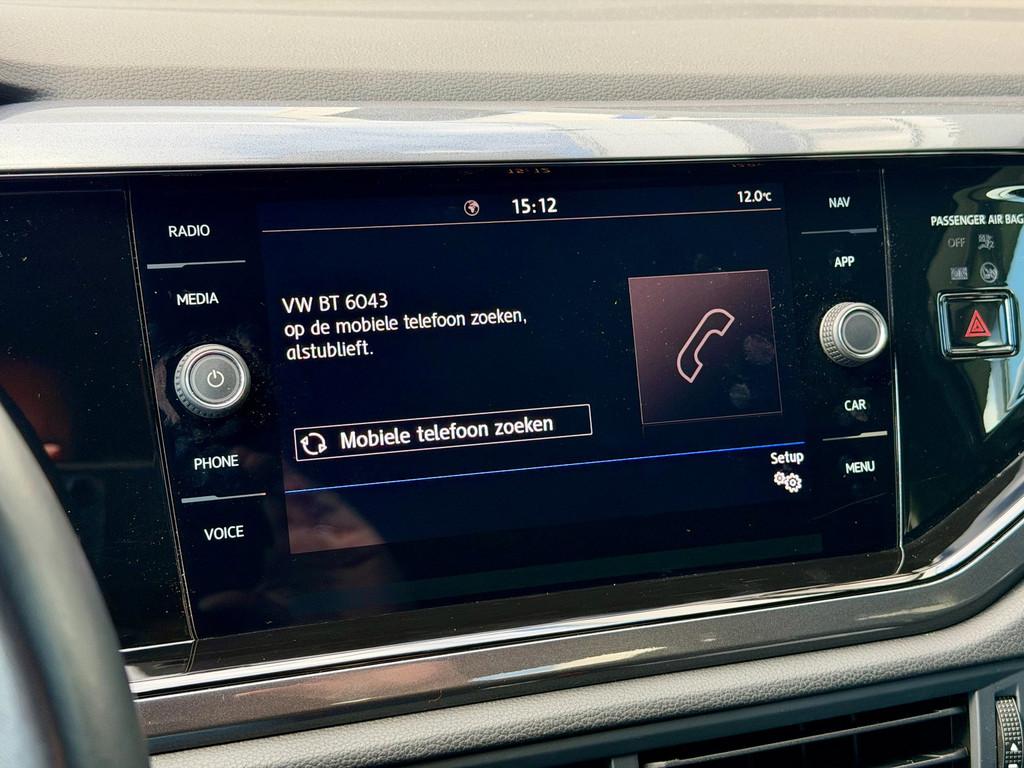 15:12
12.0°C
NAV
RADIO
PASSENGER AIR BAG
OFF
APP
MEDIA
VW BT 6043
op de mobiele telefoon zoeken,
alstublieft.
CAR
Mobiele telefoon zoeken
PHONE
Setup
MENU
VOICE